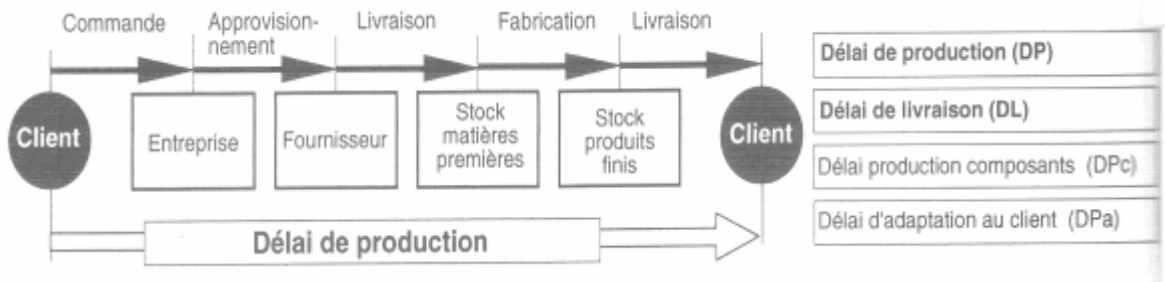 Commande
Approvision-
nement
Livraison
Fabrication
Livraison
Client
Entreprise
Fournisseur
Stock
matières
premières
Stock
produits
finis
Client
Délai de production
Délai de production (DP)
Délai de livraison (DL)
Délai production composants (DPc)
Délai d'adaptation au client (DPa)